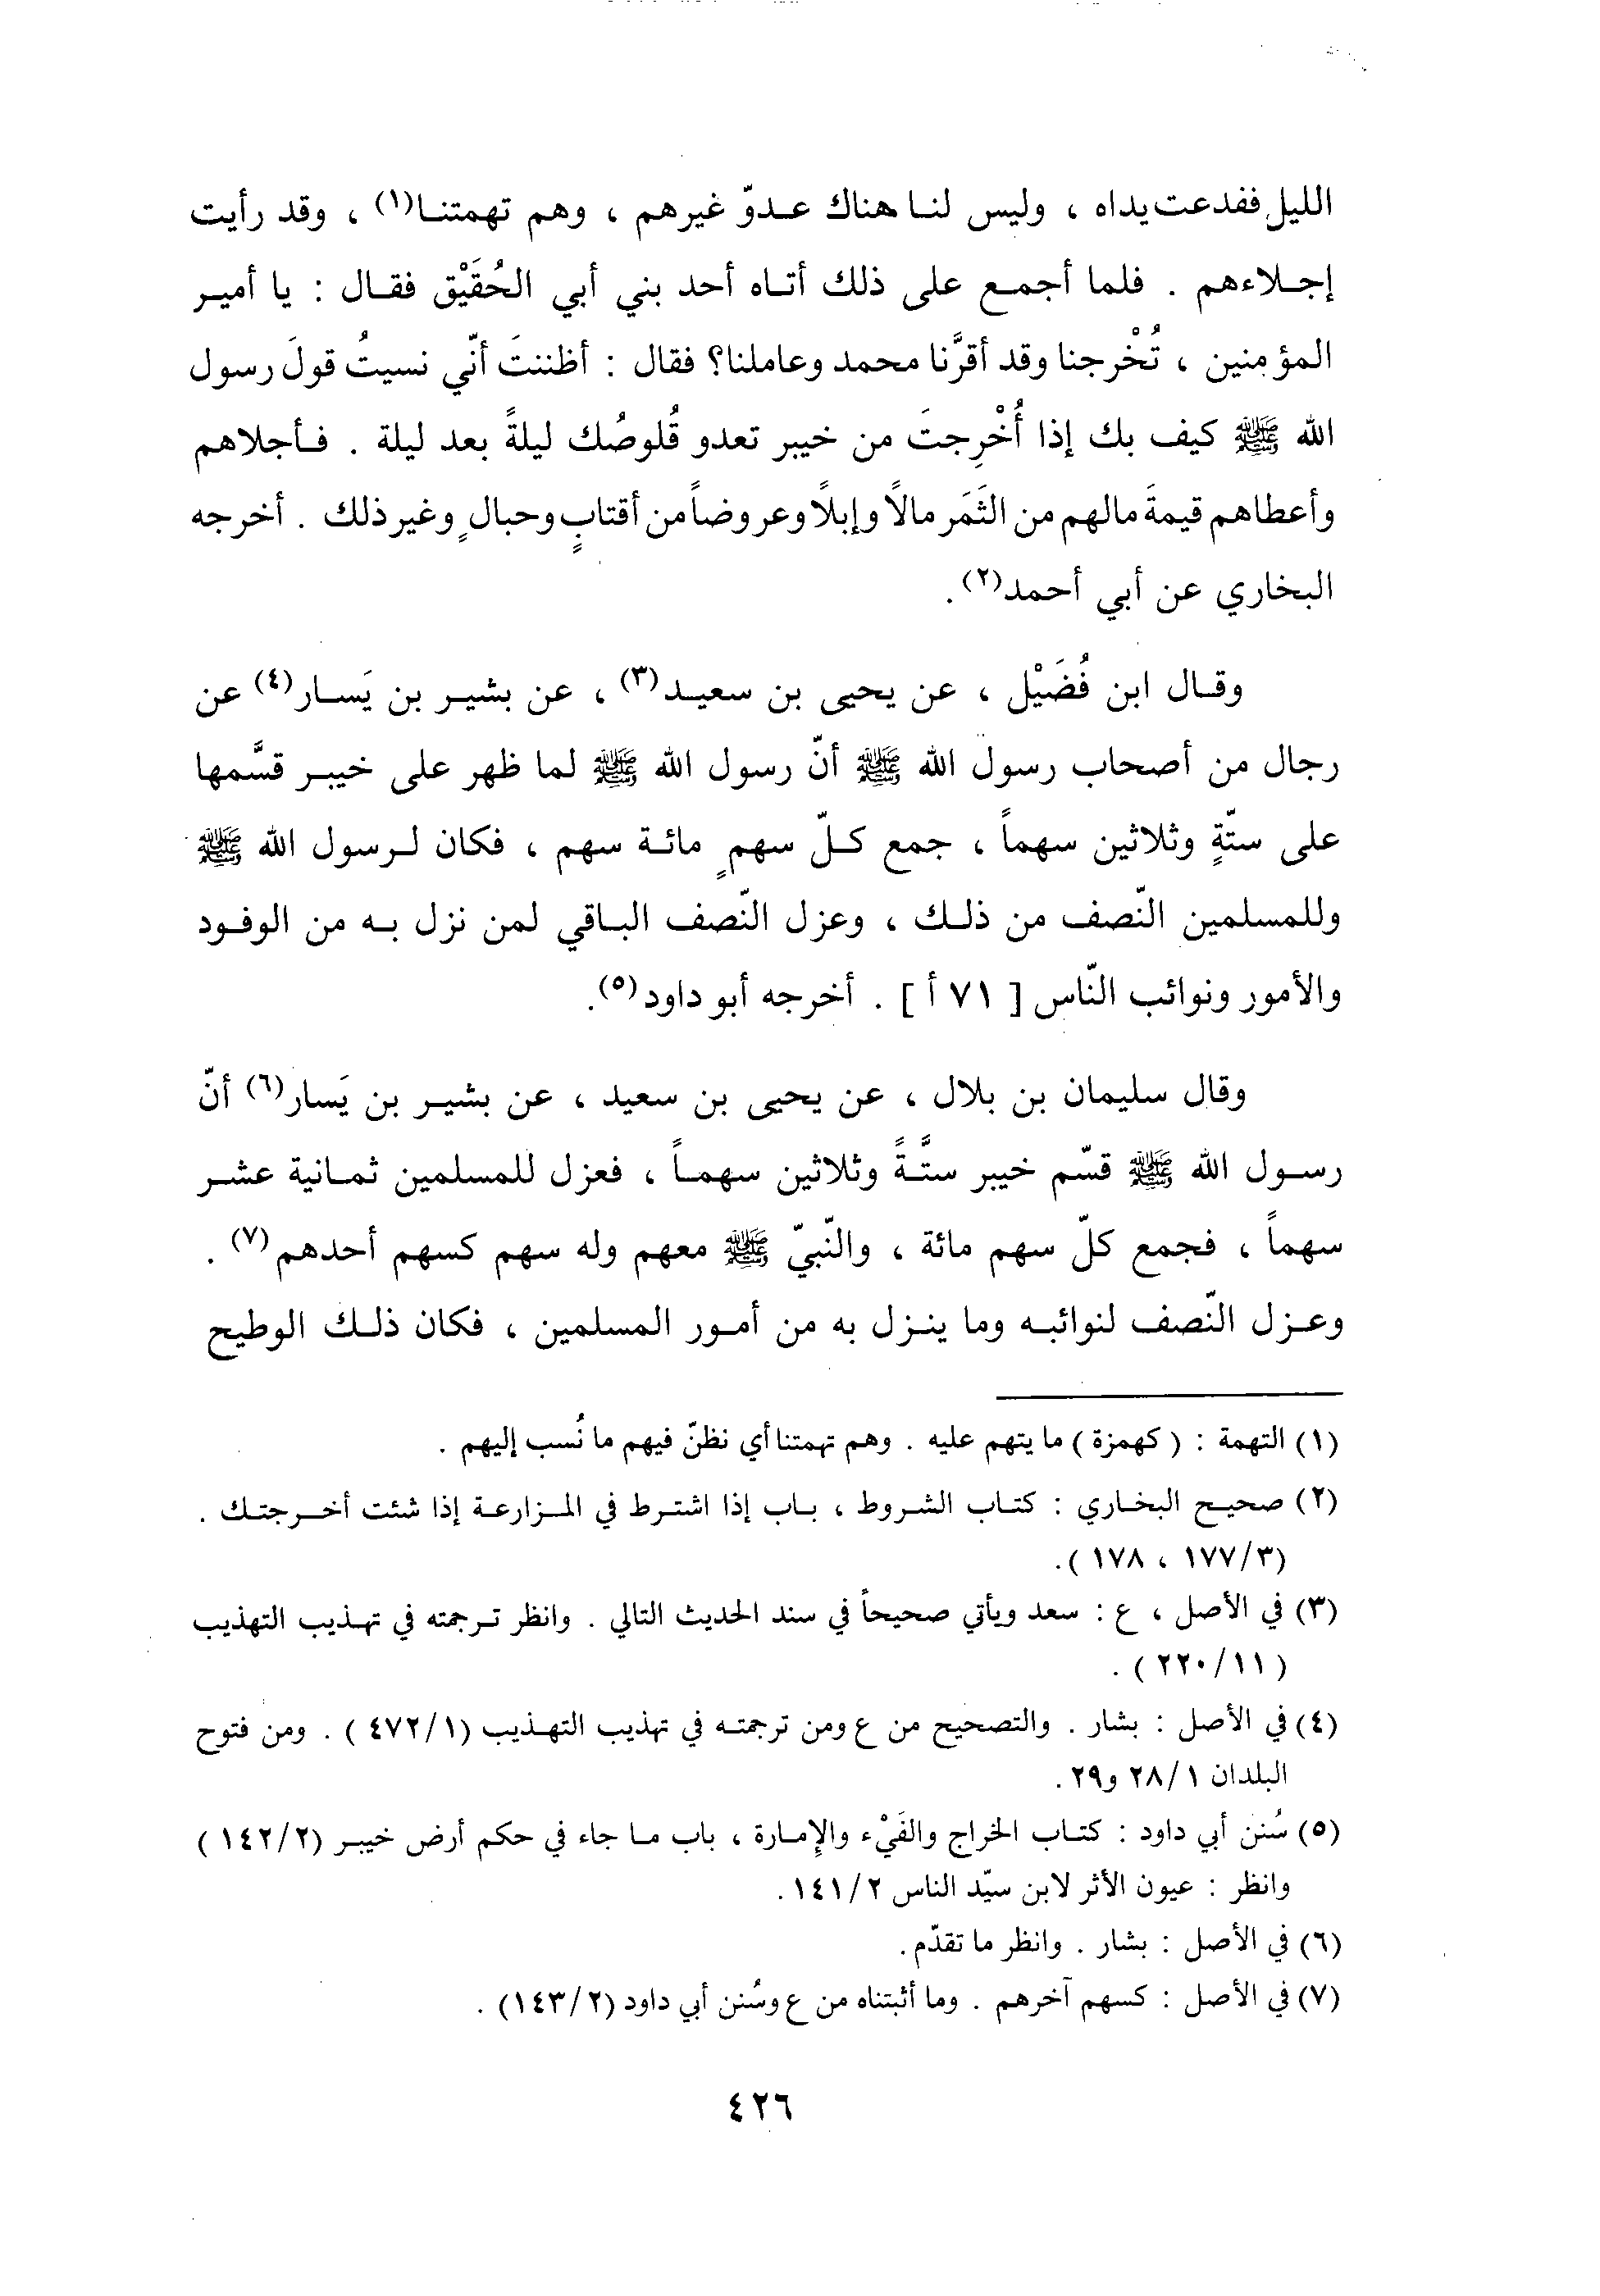 الليل ففدعت يداه ، وليس لنا هناك عدوّ غيرهم ، وهم تهمتنا(١) ، وقد رأيت
إجلاءهم . فلما أجمع على ذلك أتاه أحد بني أبي الحُقَيْق فقال : يا أمير
المؤمنين ، تُخْرجنا وقد أقرَّنا محمد وعاملنا؟ فقال : أظننتَ أنّي نسيتُ قولَ رسول
الله ﷺ كيف بك إذا أُخْرِجتَ من خيبر تعدو قُلوصُك ليلةً بعد ليلة . فأجلاهم
وأعطاهم قيمةَ مالهم من الثَمَر مالًا وإبلًا وعروضاً من أقتابٍ وحبالٍ وغير ذلك . أخرجه
البخاري عن أبي أحمد(٢) .
وقال ابن فُضَيْل ، عن يحيى بن سعيد(٣) ، عن بشير بن يَسار(٤) عن
رجال من أصحاب رسول الله ﷺ أنّ رسول الله ﷺ لما ظهر على خيبر قسَّمها
على ستّةٍ وثلاثين سهماً ، جمع كلّ سهمٍ مائة سهم ، فكان لرسول الله ﷺ
وللمسلمين النّصف من ذلك ، وعزل النّصف الباقي لمن نزل به من الوفود
والأمور ونوائب النّاس [ ٧١ أ ] . أخرجه أبو داود(٥).
وقال سليمان بن بلال ، عن يحيى بن سعيد ، عن بشير بن يَسار(٦) أنّ
رسول الله ﷺ قسّم خيبر ستَّةً وثلاثين سهماً ، فعزل للمسلمين ثمانية عشر
سهماً ، فجمع كلّ سهم مائة ، والنّبيّ ﷺ معهم وله سهم كسهم أحدهم(٧) .
وعزل النّصف لنوائبه وما ينزل به من أمور المسلمين ، فكان ذلك الوطيح
(١) التهمة : ( كهمزة ) ما يتهم عليه . وهم تهمتنا أي نظنّ فيهم ما نُسب إليهم .
(٢) صحيح البخاري : كتاب الشروط ، باب إذا اشترط في المزارعة إذا شئت أخرجتك .
(١٧٧/٣ ، ١٧٨ ).
(٣) في الأصل ، ع : سعد ويأتي صحيحاً في سند الحديث التالي . وانظر ترجمته في تهذيب التهذيب
( ٢٢٠/١١ ) .
(٤) في الأصل : بشار . والتصحيح من ع ومن ترجمته في تهذيب التهذيب (٤٧٢/١ ) . ومن فتوح
البلدان ٢٨/١ و٢٩ .
(٥) سُنن أبي داود : كتاب الخراج والفَيْء والإِمارة ، باب ما جاء في حكم أرض خيبر (١٤٢/٢ )
وانظر : عيون الأثر لابن سيّد الناس ١٤١/٢ .
(٦) في الأصل : بشار . وانظر ما تقدّم .
(٧) في الأصل : كسهم آخرهم . وما أثبتناه من ع وسُنن أبي داود (١٤٣/٢) .
٤٢٦